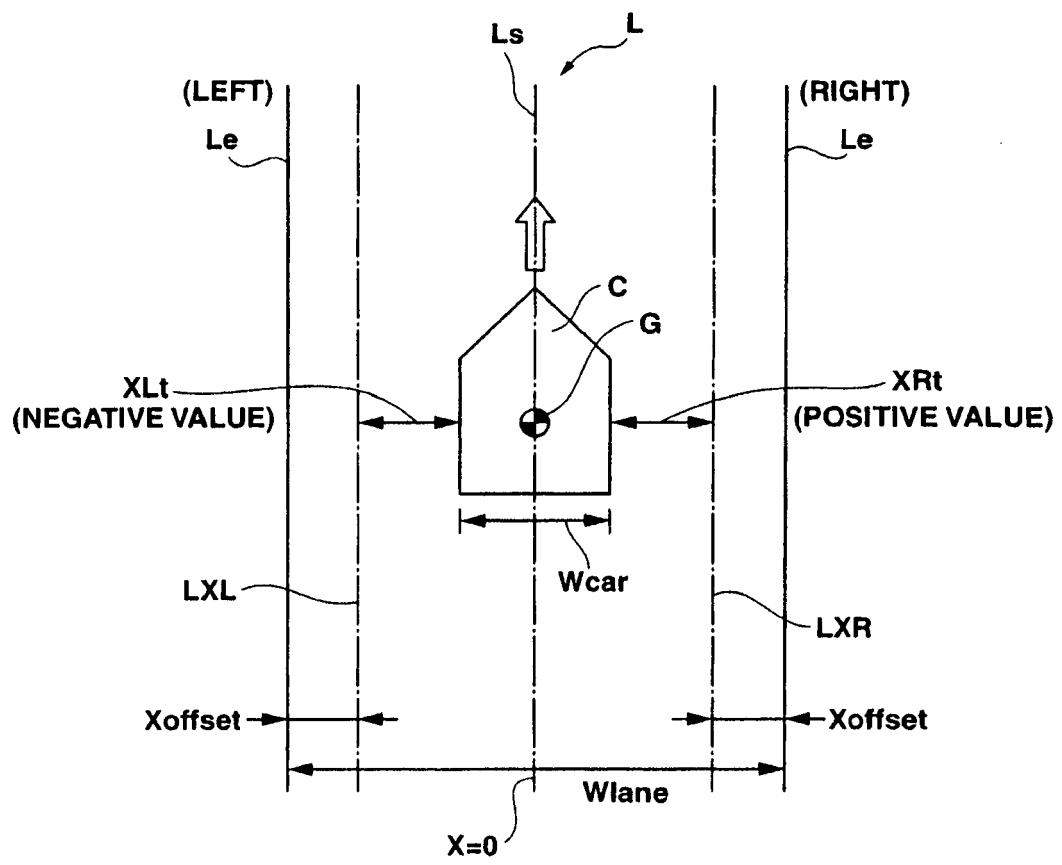 Ls
L
(LEFT)
(RIGHT)
Le
Le
C
G
XLt
(NEGATIVE VALUE)
XRt
(POSITIVE VALUE)
Wcar
LXL
LXR
Xoffset
Xoffset
Wlane
X=0